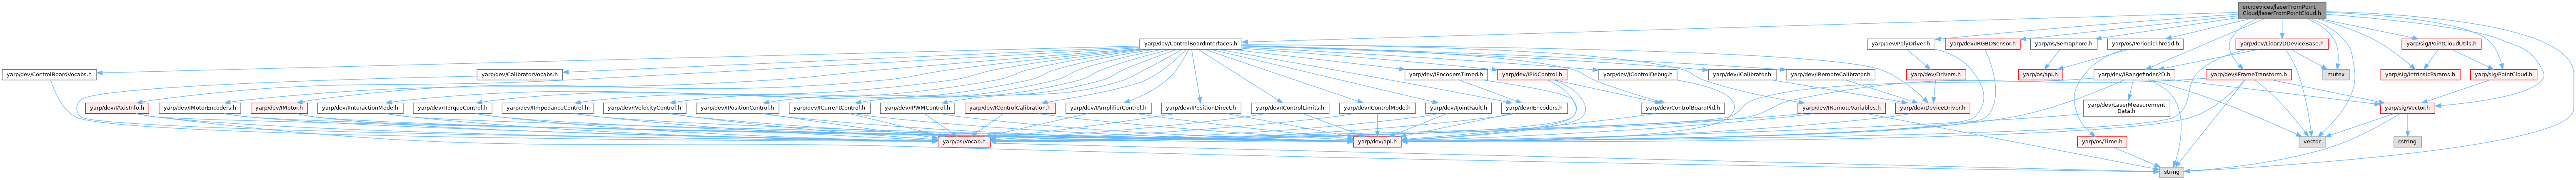 src/devices/laserFromPoint
Cloud/laserFromPointCloud.h
yarp/dev/ControlBoardInterfaces.h
yarp/dev/PolyDriver.h
yarp/dev/IRGBDSensor.h
yarp/os/Semaphore.h
yarp/os/PeriodicThread.h
yarp/dev/Lidar2DDeviceBase.h
yarp/sig/PointCloudUtils.h
yarp/dev/ControlBoardVocabs.h
yarp/dev/CalibratorVocabs.h
yarp/dev/IEncodersTimed.h
yarp/dev/IPidControl.h
yarp/dev/IControlDebug.h
yarp/dev/ICalibrator.h
yarp/dev/IRemoteCalibrator.h
yarp/dev/Drivers.h
yarp/os/api.h
yarp/dev/IRangefinder2D.h
yarp/dev/IFrameTransform.h
mutex
yarp/sig/IntrinsicParams.h
yarp/sig/PointCloud.h
yarp/dev/IAxisInfo.h
yarp/dev/IMotorEncoders.h
yarp/dev/IMotor.h
yarp/dev/IInteractionMode.h
yarp/dev/ITorqueControl.h
yarp/dev/IImpedanceControl.h
yarp/dev/IVelocityControl.h
yarp/dev/IPositionControl.h
yarp/dev/ICurrentControl.h
yarp/dev/IPWMControl.h
yarp/dev/IControlCalibration.h
yarp/dev/IAmplifierControl.h
yarp/dev/IPositionDirect.h
yarp/dev/IControlLimits.h
yarp/dev/IControlMode.h
yarp/dev/IJointFault.h
yarp/dev/IEncoders.h
yarp/dev/ControlBoardPid.h
yarp/dev/IRemoteVariables.h
yarp/dev/DeviceDriver.h
yarp/dev/LaserMeasurement
Data.h
yarp/sig/Vector.h
yarp/os/Vocab.h
yarp/dev/api.h
yarp/os/Time.h
vector
cstring
string